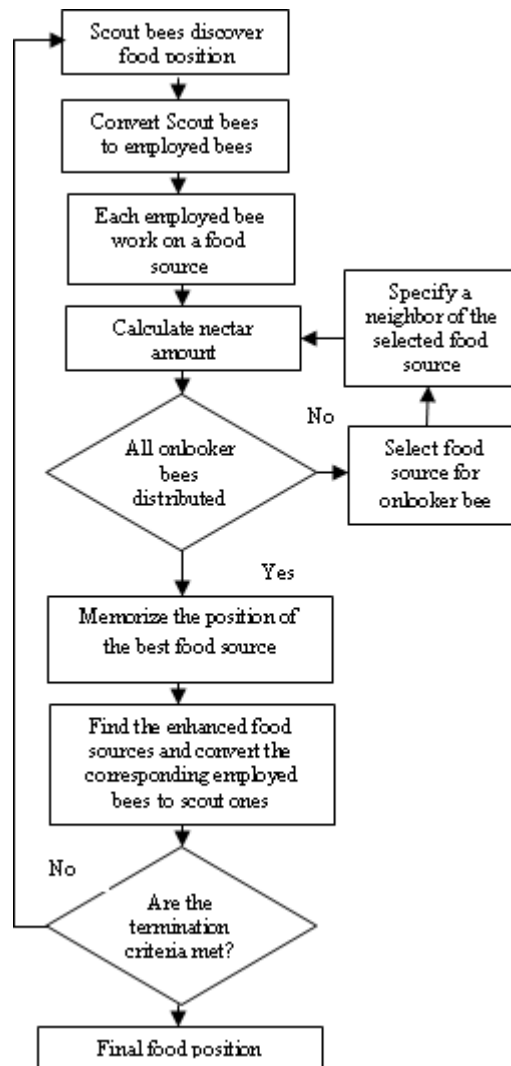 Scout bees discover
food position
Convert Scout bees
to employed bees
Each employed bee
work on a food
source
Calculate nectar
amount
Specify a
neighbor of the
selected food
source
All onlooker
bees
distributed
No
Select food
source for
onlooker bee
Yes
Memorize the position of
the best food source
Find the enhanced food
sources and convert the
corresponding employed
bees to scout ones
No
Are the
termination
criteria met?
Final food position